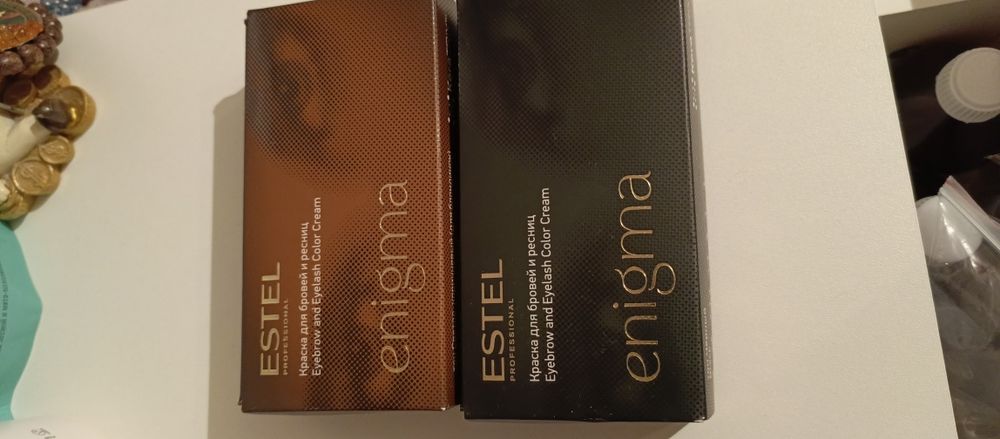 ESTEL
PROFESSIONAL
Краска для бровей и ресниц
Eyebrow and Eyelash Color Cream
enigma
ESTEL
PROFESSIONAL
Краска для бровей и ресниц
Eyebrow and Eyelash Color Cream
enigma